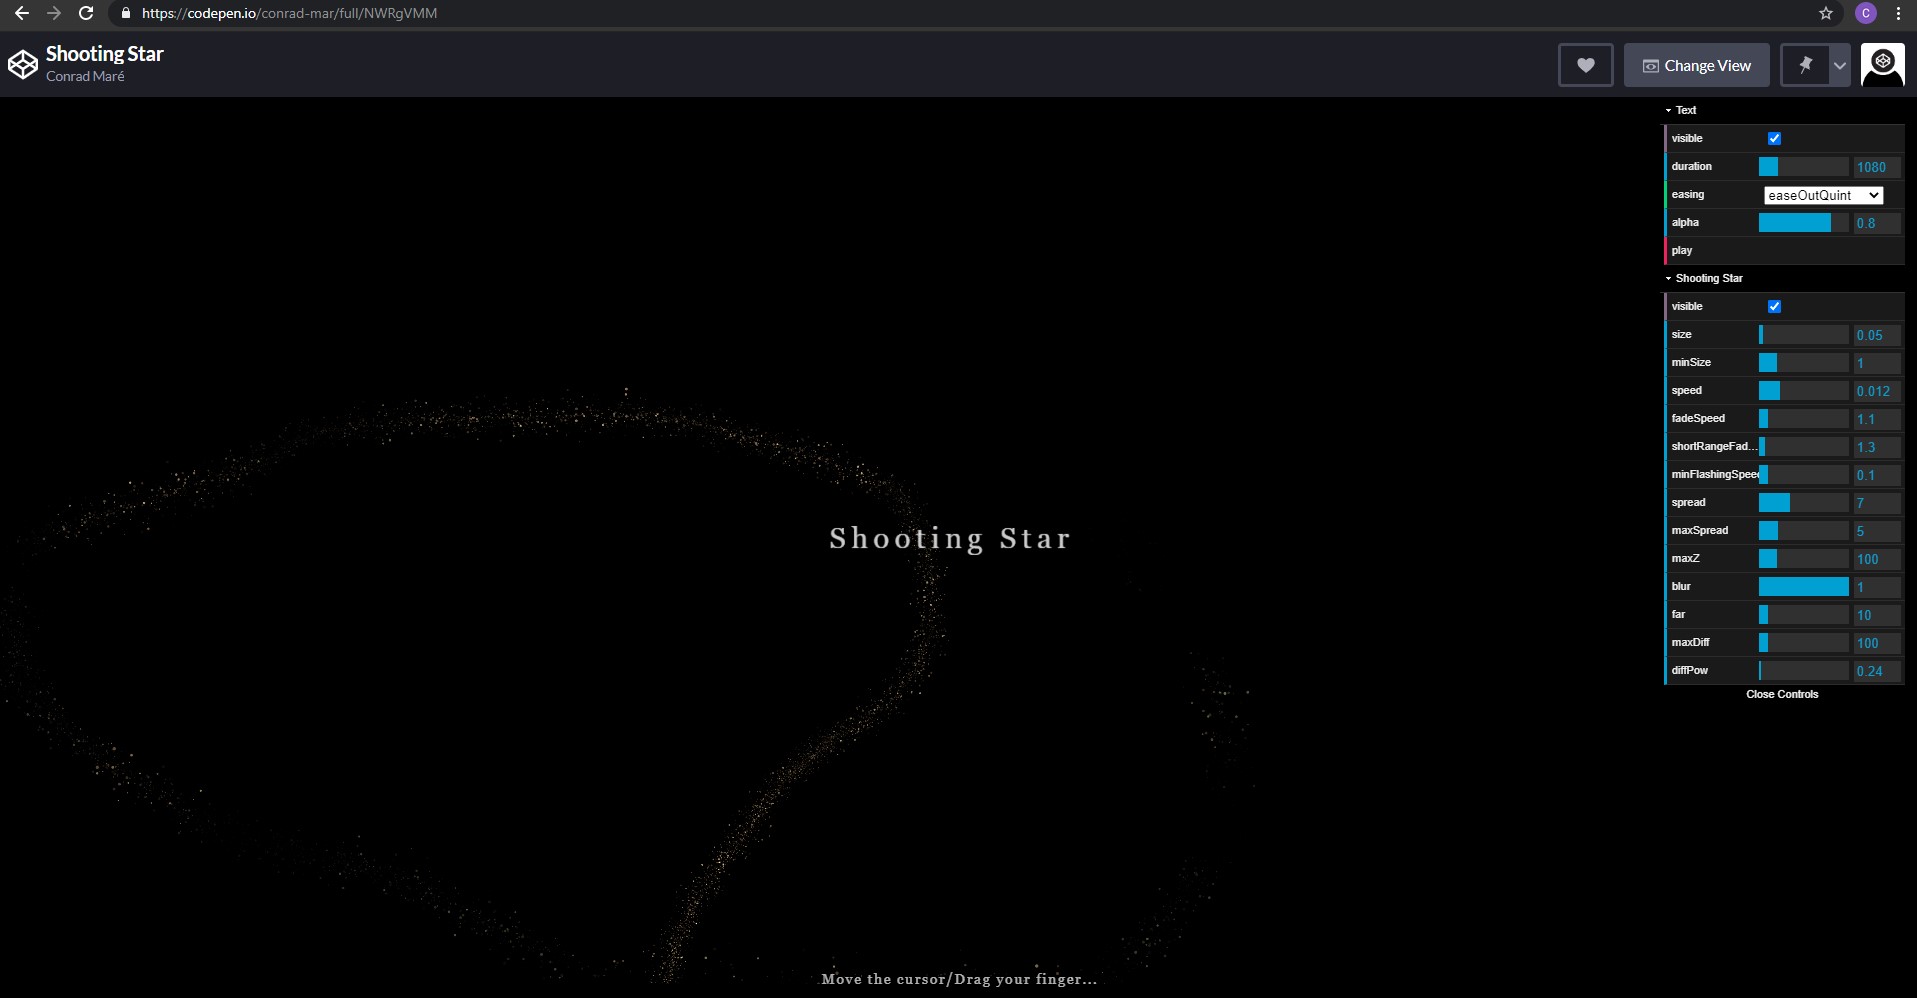 https://codepen.io/conrad-mar/full/NWRgVMM
C
Shooting Star
Conrad Maré
Change View
Text
visible
duration 1080
easing easeOutQuint
alpha 0.8
play
Shooting Star
visible
size 0.05
minSize 1
speed 0.012
fadeSpeed 1.1
shortRangeFad... 1.3
minFlashingSpeed 0.1
spread 7
maxSpread 5
maxZ 100
blur 1
far 10
maxDiff 100
diffPow 0.24
Close Controls
Shooting Star
Move the cursor/Drag your finger...